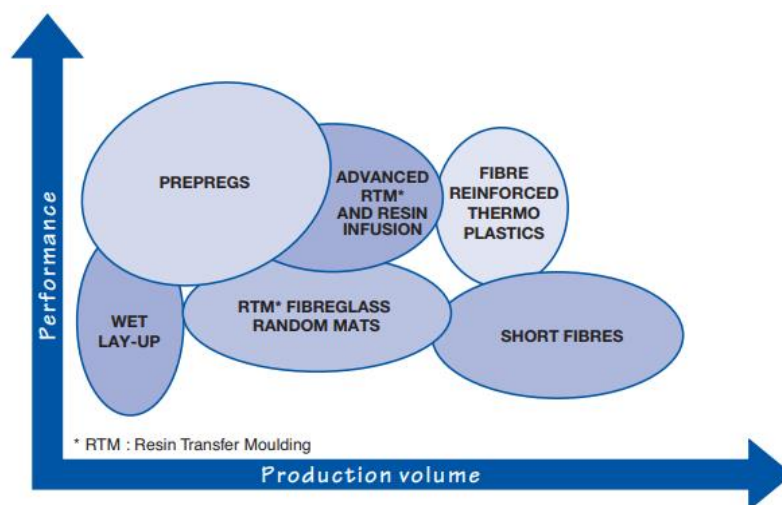 Performance
PREPREGS
ADVANCED
RTM*
AND RESIN
INFUSION
FIBRE
REINFORCED
THERMO
PLASTICS
WET
LAY-UP
RTM* FIBREGLASS
RANDOM MATS
SHORT FIBRES
* RTM : Resin Transfer Moulding
Production volume